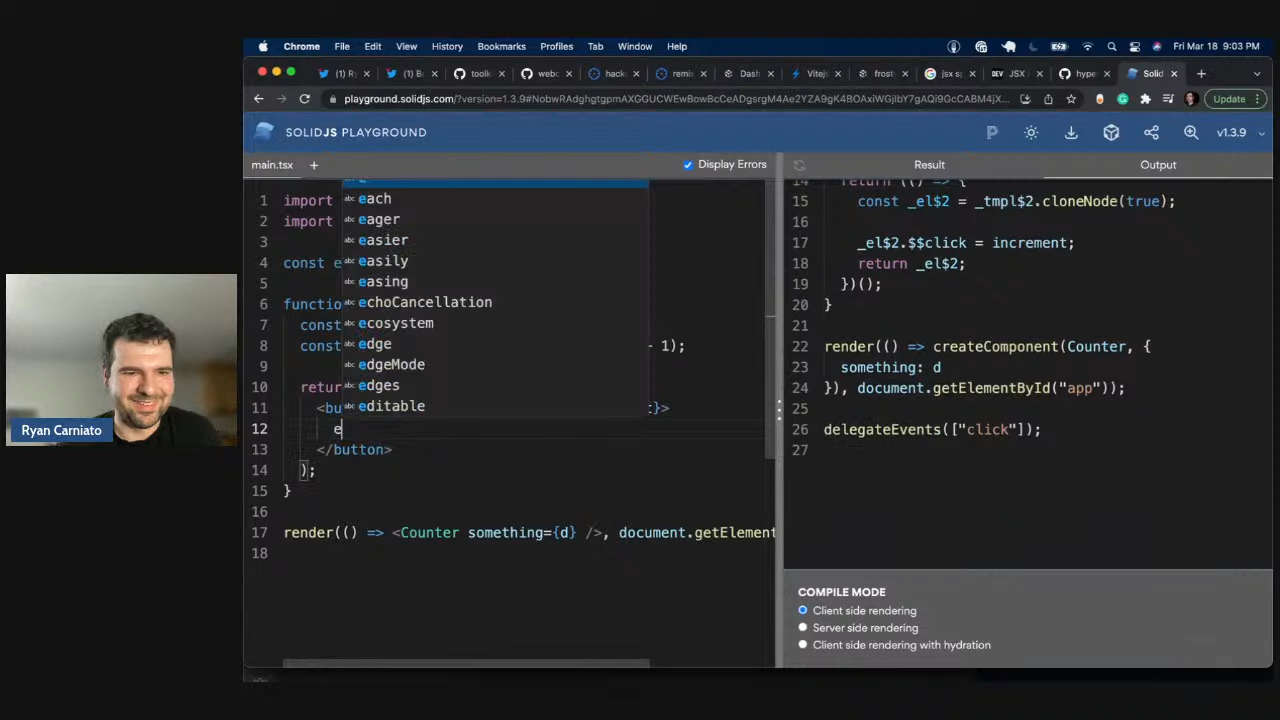 Chrome File Edit View History Bookmarks Profiles Tab Window Help Fri Mar 18 9:03 PM
(1) R (1) B toolk webc hack remix Dash Vitej frost jsx s DEV JSX I hype Solid
playground.solidjs.com/?version=1.3.9#NobwRAdghgtgpmAXGGUCWEwBowBcCeADgsrgM4Ae2YZA9gK4BOAxiWGjIbY7gAQi9GcCABM4jX... Update
SOLIDJS PLAYGROUND v1.3.9
main.tsx + Display Errors Result Output
1 import
2 import
3
4 const e
5
6 functio
7 const
8 const - 1);
9
10 retur
11 <bu t}>
12 e
13 </button>
14 );
15 }
16
17 render(() => <Counter something={d} />, document.getElement
18
each
eager
easier
easily
easing
echoCancellation
ecosystem
edge
edgeMode
edges
editable
14 return (() => {
15 const _el$2 = _tmpl$2.cloneNode(true);
16
17 _el$2.$$click = increment;
18 return _el$2;
19 })();
20 }
21
22 render(() => createComponent(Counter, {
23 something: d
24 }), document.getElementById("app"));
25
26 delegateEvents(["click"]);
27
COMPILE MODE
Client side rendering
Server side rendering
Client side rendering with hydration
Ryan Carniato